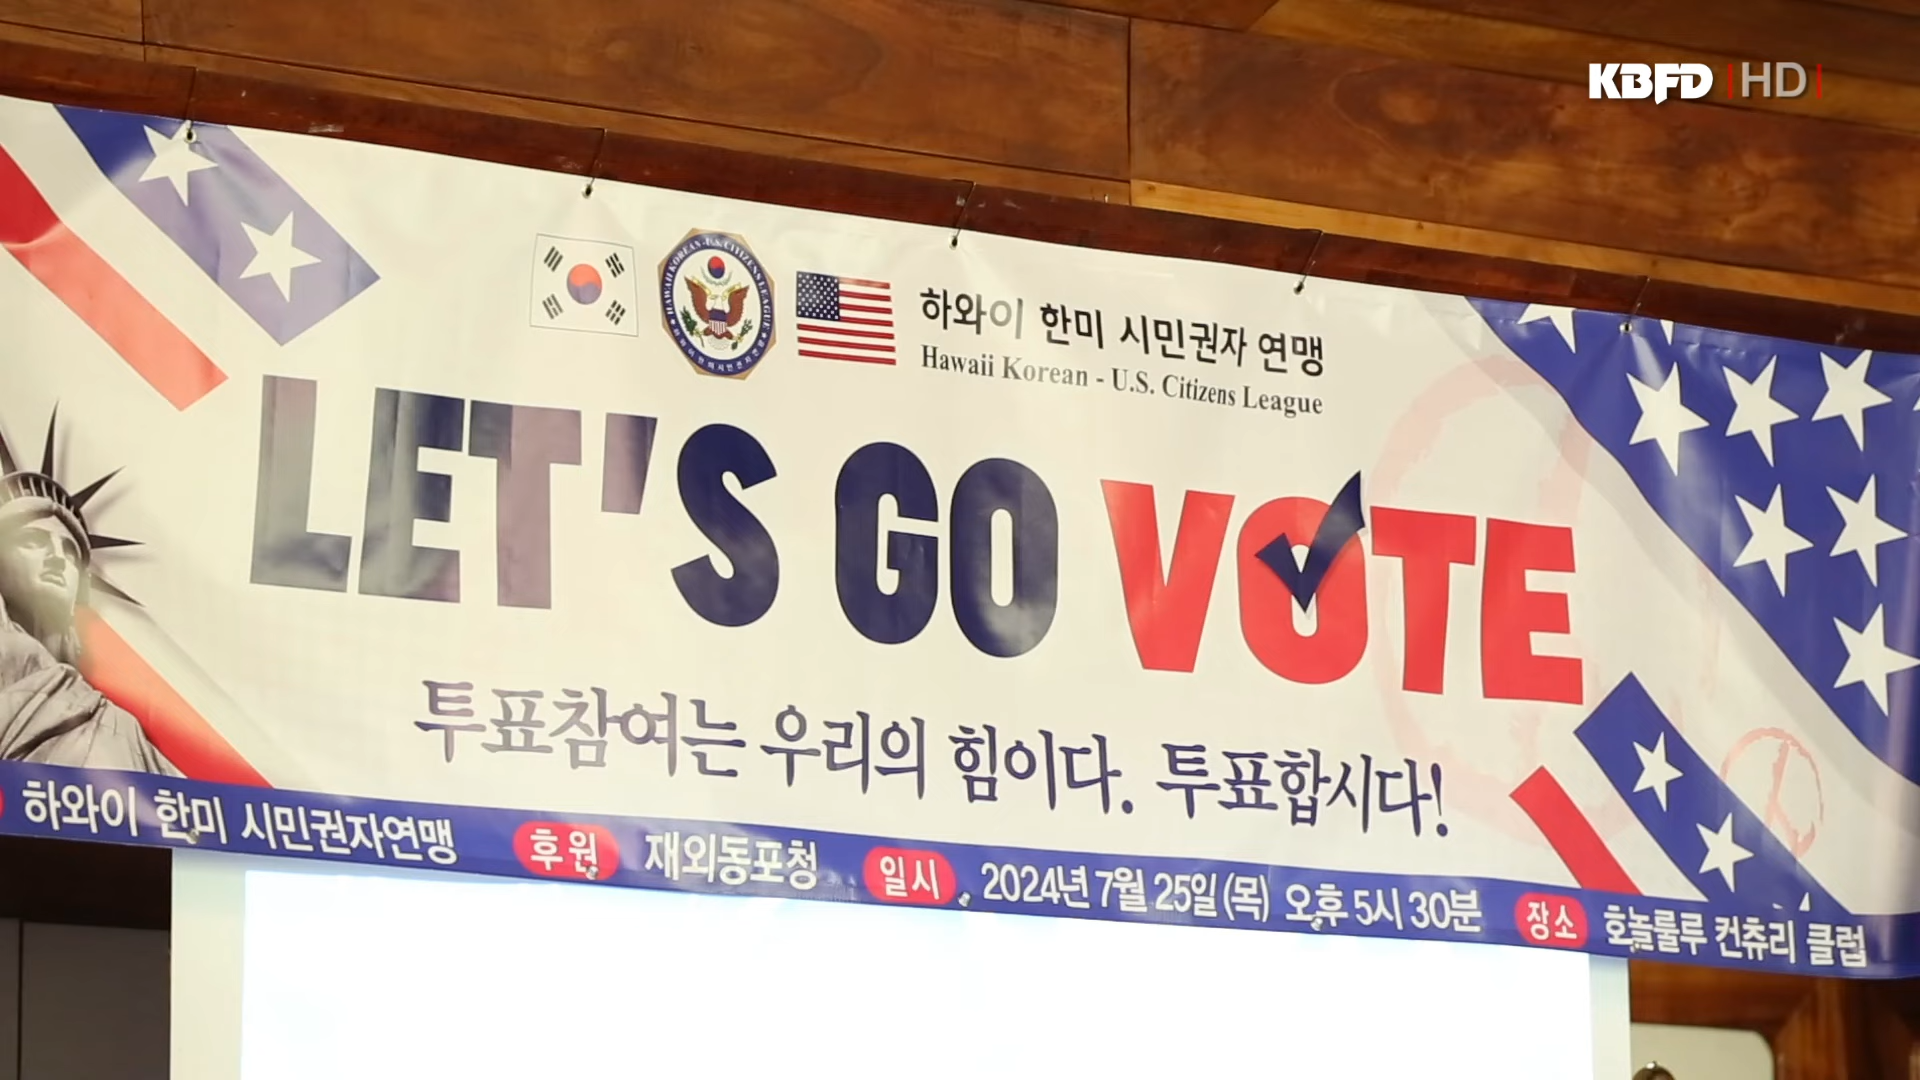 KBFD HD
HAWAII KOREAN-U.S. CITIZENS LEAGUE
하와이 한미 시민권자 연맹
Hawaii Korean - U.S. Citizens League
LET'S GO VOTE
투표참여는 우리의 힘이다. 투표합시다!
하와이 한미 시민권자연맹 후원 재외동포청 일시 2024년 7월 25일 (목) 오후 5시 30분 장소 호놀룰루 컨츄리 클럽